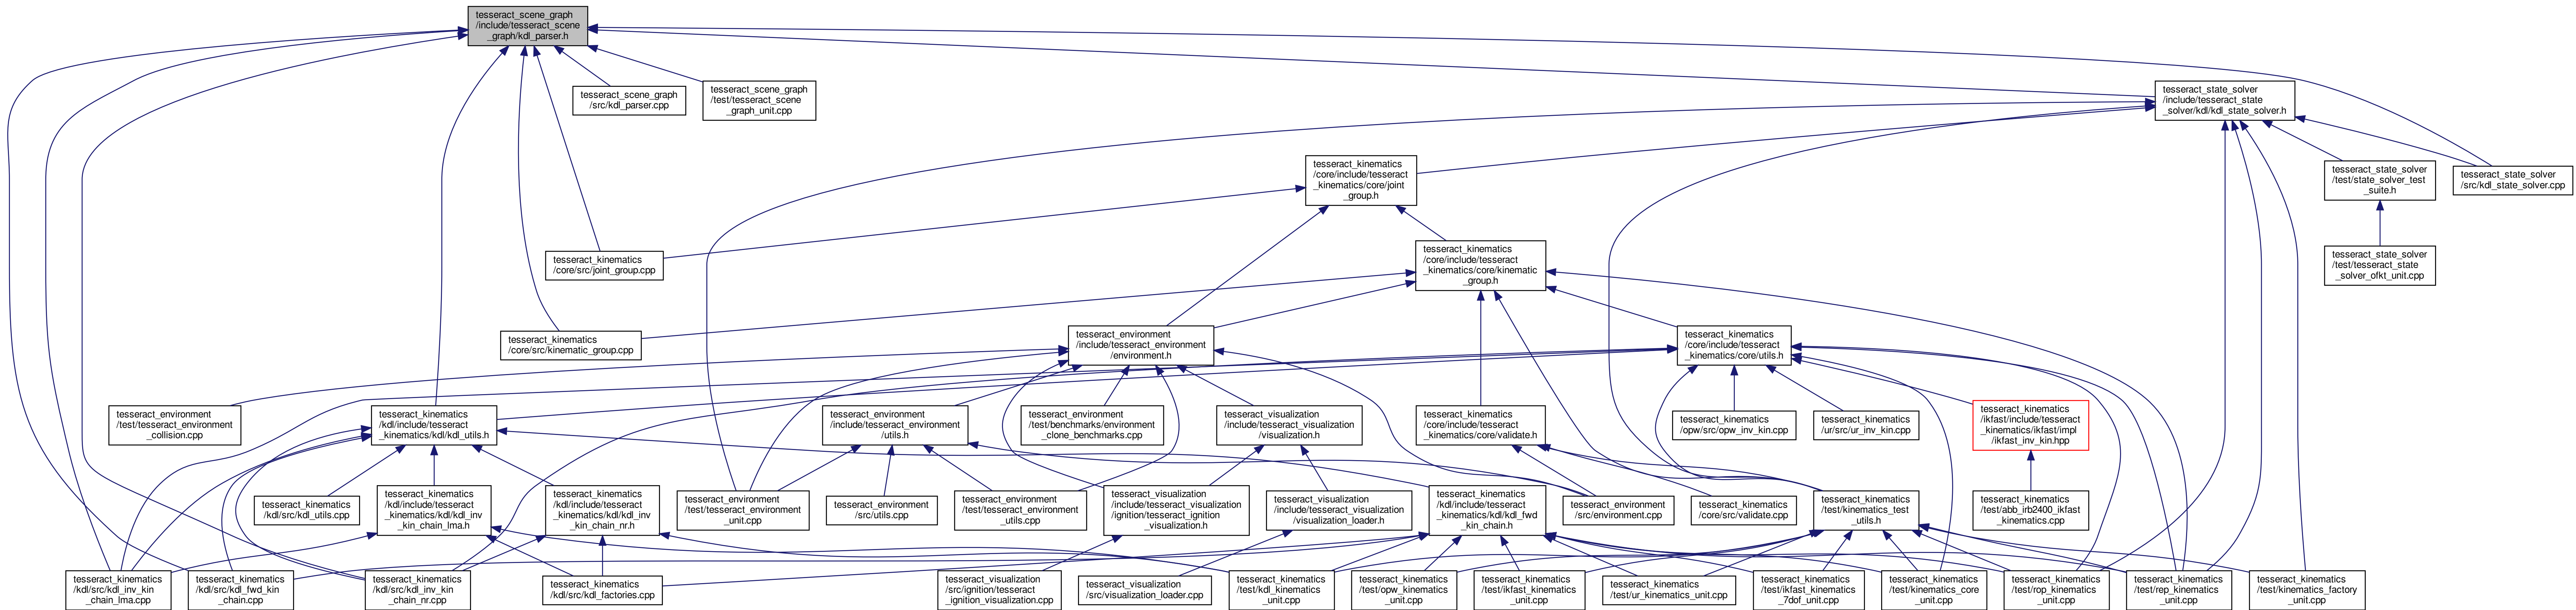 tesseract_scene_graph
/include/tesseract_scene
_graph/kdl_parser.h
tesseract_scene_graph
/src/kdl_parser.cpp
tesseract_scene_graph
/test/tesseract_scene
_graph_unit.cpp
tesseract_state_solver
/include/tesseract_state
_solver/kdl/kdl_state_solver.h
tesseract_kinematics
/core/include/tesseract
_kinematics/core/joint
_group.h
tesseract_state_solver
/test/state_solver_test
_suite.h
tesseract_state_solver
/src/kdl_state_solver.cpp
tesseract_kinematics
/core/src/joint_group.cpp
tesseract_kinematics
/core/include/tesseract
_kinematics/core/kinematic
_group.h
tesseract_state_solver
/test/tesseract_state
_solver_ofkt_unit.cpp
tesseract_kinematics
/core/src/kinematic_group.cpp
tesseract_environment
/include/tesseract_environment
/environment.h
tesseract_kinematics
/core/include/tesseract
_kinematics/core/utils.h
tesseract_environment
/test/tesseract_environment
_collision.cpp
tesseract_kinematics
/kdl/include/tesseract
_kinematics/kdl/kdl_utils.h
tesseract_environment
/include/tesseract_environment
/utils.h
tesseract_environment
/test/benchmarks/environment
_clone_benchmarks.cpp
tesseract_visualization
/include/tesseract_visualization
/visualization.h
tesseract_kinematics
/core/include/tesseract
_kinematics/core/validate.h
tesseract_kinematics
/opw/src/opw_inv_kin.cpp
tesseract_kinematics
/ur/src/ur_inv_kin.cpp
tesseract_kinematics
/ikfast/include/tesseract
_kinematics/ikfast/impl
/ikfast_inv_kin.hpp
tesseract_kinematics
/kdl/src/kdl_utils.cpp
tesseract_kinematics
/kdl/include/tesseract
_kinematics/kdl/kdl_inv
_kin_chain_lma.h
tesseract_kinematics
/kdl/include/tesseract
_kinematics/kdl/kdl_inv
_kin_chain_nr.h
tesseract_environment
/test/tesseract_environment
_unit.cpp
tesseract_environment
/src/utils.cpp
tesseract_environment
/test/tesseract_environment
_utils.cpp
tesseract_visualization
/include/tesseract_visualization
/ignition/tesseract_ignition
_visualization.h
tesseract_visualization
/include/tesseract_visualization
/visualization_loader.h
tesseract_kinematics
/kdl/include/tesseract
_kinematics/kdl/kdl_fwd
_kin_chain.h
tesseract_environment
/src/environment.cpp
tesseract_kinematics
/core/src/validate.cpp
tesseract_kinematics
/test/kinematics_test
_utils.h
tesseract_kinematics
/test/abb_irb2400_ikfast
_kinematics.cpp
tesseract_kinematics
/kdl/src/kdl_inv_kin
_chain_lma.cpp
tesseract_kinematics
/kdl/src/kdl_fwd_kin
_chain.cpp
tesseract_kinematics
/kdl/src/kdl_inv_kin
_chain_nr.cpp
tesseract_kinematics
/kdl/src/kdl_factories.cpp
tesseract_visualization
/src/ignition/tesseract
_ignition_visualization.cpp
tesseract_visualization
/src/visualization_loader.cpp
tesseract_kinematics
/test/kdl_kinematics
_unit.cpp
tesseract_kinematics
/test/opw_kinematics
_unit.cpp
tesseract_kinematics
/test/ikfast_kinematics
_unit.cpp
tesseract_kinematics
/test/ur_kinematics_unit.cpp
tesseract_kinematics
/test/ikfast_kinematics
_7dof_unit.cpp
tesseract_kinematics
/test/kinematics_core
_unit.cpp
tesseract_kinematics
/test/rop_kinematics
_unit.cpp
tesseract_kinematics
/test/rep_kinematics
_unit.cpp
tesseract_kinematics
/test/kinematics_factory
_unit.cpp